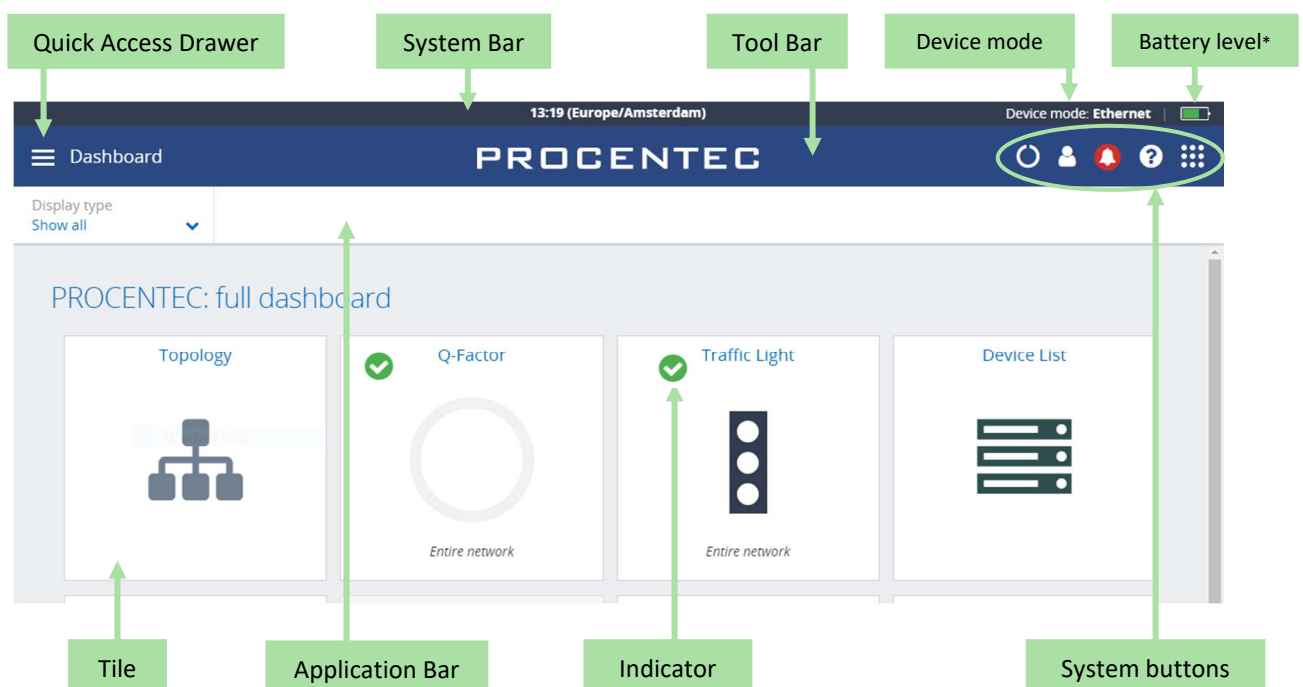 Quick Access Drawer
System Bar
Tool Bar
Device mode
Battery level*
13:19 (Europe/Amsterdam)
Device mode: Ethernet
Dashboard
PROCENTEC
?
Display type
Show all
PROCENTEC: full dashboard
Topology
Q-Factor
Traffic Light
Device List
Entire network
Entire network
Tile
Application Bar
Indicator
System buttons